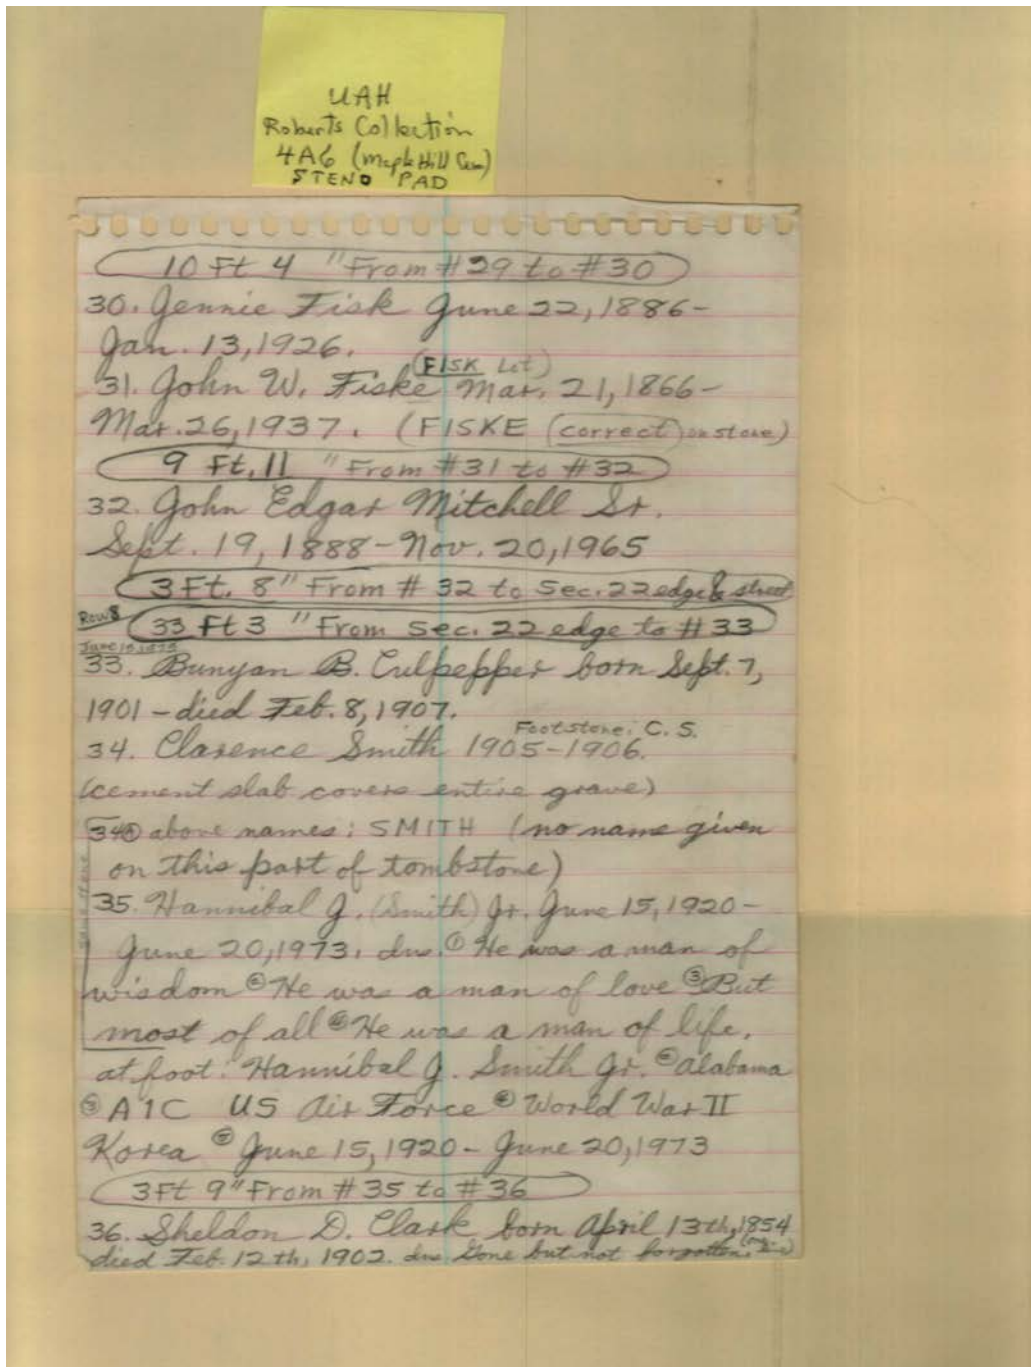 UAH
Roberts Collection
4A6 (Maple Hill Cem)
STENO PAD
10 Ft 4 " From #29 to #30
30. Jennie Fisk June 22, 1886-
Jan. 13, 1926.
(FISK Lot)
31. John W. Fiske Mar. 21, 1866-
Mar. 26, 1937. (FISKE (correct) on stone)
9 Ft. 11 " From #31 to #32
32. John Edgar Mitchell Sr.
Sept. 19, 1888-Nov. 20, 1965
3 Ft. 8" From # 32 to Sec. 22 edge & street
Row 8
33 Ft 3 " From Sec. 22 edge to #33
33. Bunyan B. Culpepper born Sept. 7,
1901-died Feb. 8, 1907.
Footstone: C. S.
34. Clarence Smith 1905-1906.
(cement slab covers entire grave)
above names: SMITH (no name given
on this part of tombstone)
35. Hannibal J. (Smith) Jr. June 15, 1920-
June 20, 1973. ins. ① He was a man of
wisdom ② He was a man of love ③ But
most of all ④ He was a man of life.
at foot: Hannibal J. Smith Jr. ② Alabama
③ A1C US Air Force ④ World War II
Korea ⑤ June 15, 1920-June 20, 1973
3Ft 9" From #35 to #36
36. Sheldon D. Clark born April 13th, 1854
died Feb. 12th, 1902. ins Gone but not forgotten.